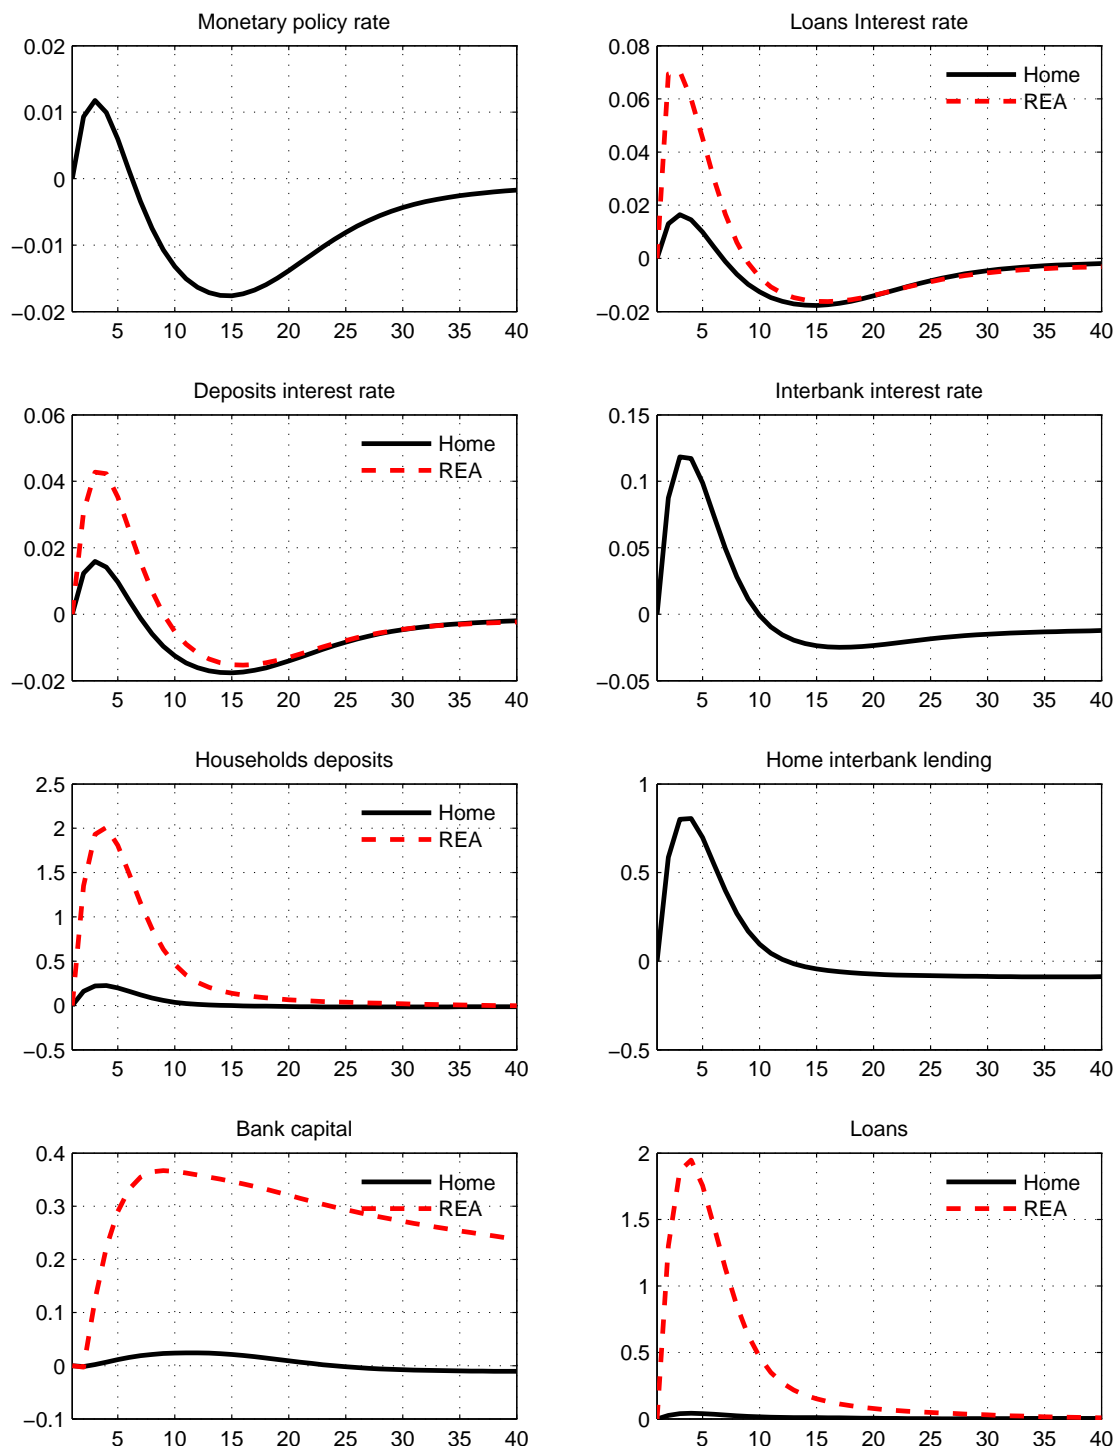 Monetary policy rate
0.02
0.01
0
−0.01
−0.02
5 10 15 20 25 30 35 40
Loans Interest rate
0.08
0.06
0.04
0.02
0
−0.02
Home
REA
5 10 15 20 25 30 35 40
Deposits interest rate
0.06
0.04
0.02
0
−0.02
Home
REA
5 10 15 20 25 30 35 40
Interbank interest rate
0.15
0.1
0.05
0
−0.05
5 10 15 20 25 30 35 40
Households deposits
2.5
2
1.5
1
0.5
0
−0.5
Home
REA
5 10 15 20 25 30 35 40
Home interbank lending
1
0.5
0
−0.5
5 10 15 20 25 30 35 40
Bank capital
0.4
0.3
0.2
0.1
0
−0.1
Home
REA
5 10 15 20 25 30 35 40
Loans
2
1.5
1
0.5
0
Home
REA
5 10 15 20 25 30 35 40